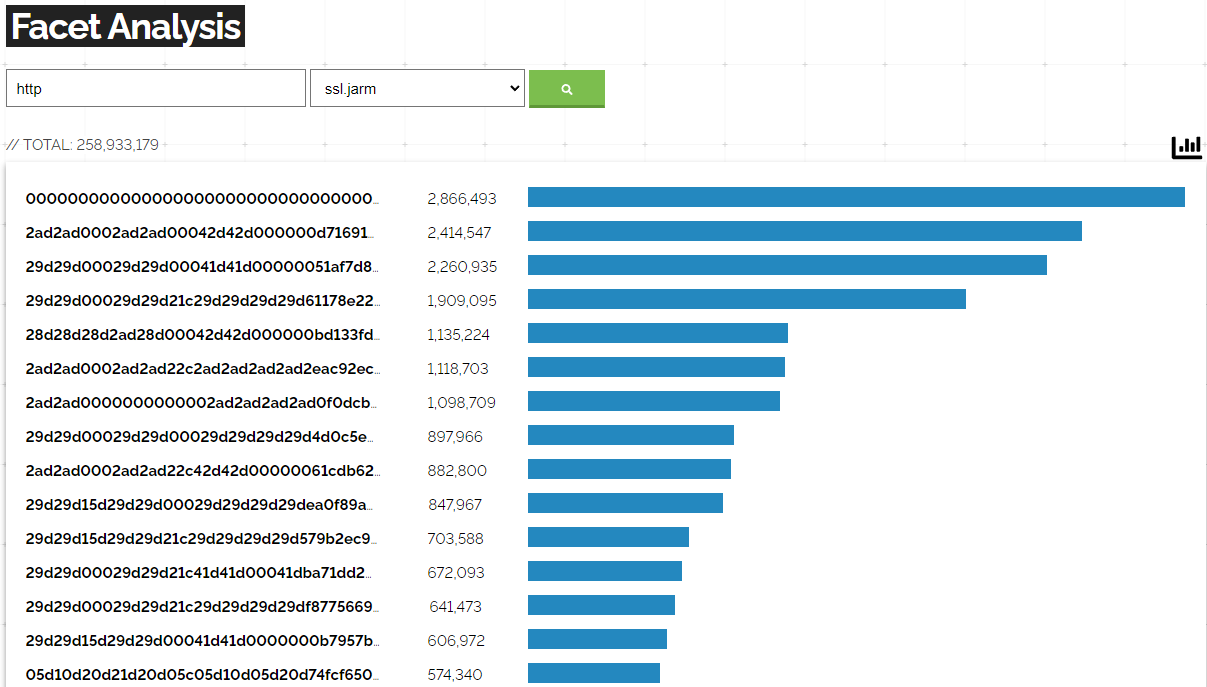 Facet Analysis
http ssl.jarm
// TOTAL: 258,933,179
0000000000000000000000000000000000... 2,866,493
2ad2ad0002ad2ad00042d42d000000d71691... 2,414,547
29d29d00029d29d00041d41d00000051af7d8... 2,260,935
29d29d00029d29d21c29d29d29d29d61178e22... 1,909,095
28d28d28d2ad28d00042d42d000000bd133fd... 1,135,224
2ad2ad0002ad2ad22c2ad2ad2ad2ad2eac92ec... 1,118,703
2ad2ad0000000000002ad2ad2ad2ad0f0dcb... 1,098,709
29d29d00029d29d00029d29d29d29d4d0c5e... 897,966
2ad2ad0002ad2ad22c42d42d00000061cdb62... 882,800
29d29d15d29d29d00029d29d29d29dea0f89a... 847,967
29d29d15d29d29d21c29d29d29d29d579b2ec9... 703,588
29d29d00029d29d21c41d41d00041dba71dd2... 672,093
29d29d00029d29d21c29d29d29d29df8775669... 641,473
29d29d15d29d29d00041d41d0000000b7957b... 606,972
05d10d20d21d20d05c05d10d05d20d74fcf650... 574,340